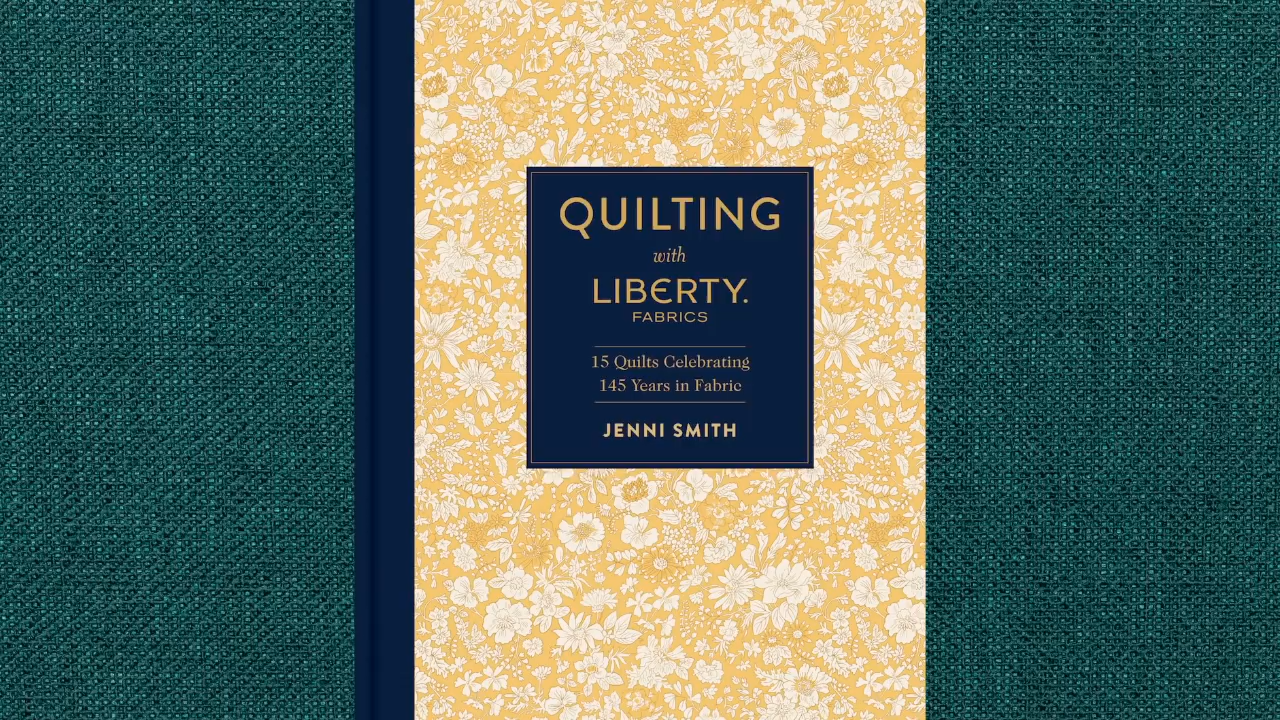 QUILTING
with
LIBERTY.
FABRICS
15 Quilts Celebrating
145 Years in Fabric
JENNI SMITH